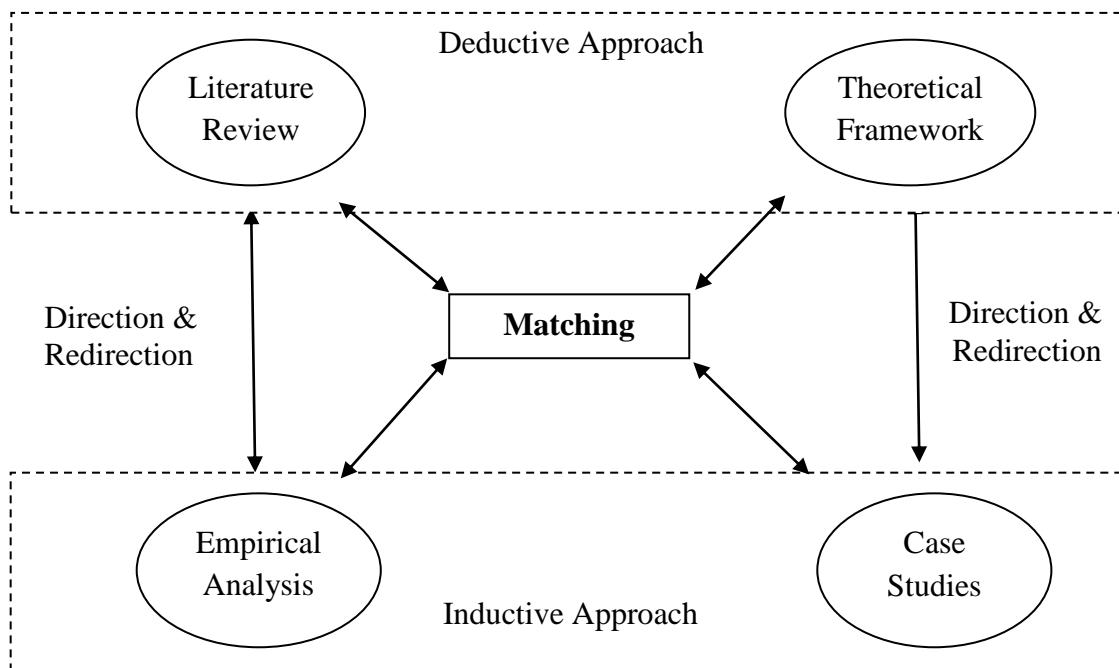 Deductive Approach
Literature
Review
Theoretical
Framework
Direction &
Redirection
Matching
Direction &
Redirection
Empirical
Analysis
Case
Studies
Inductive Approach